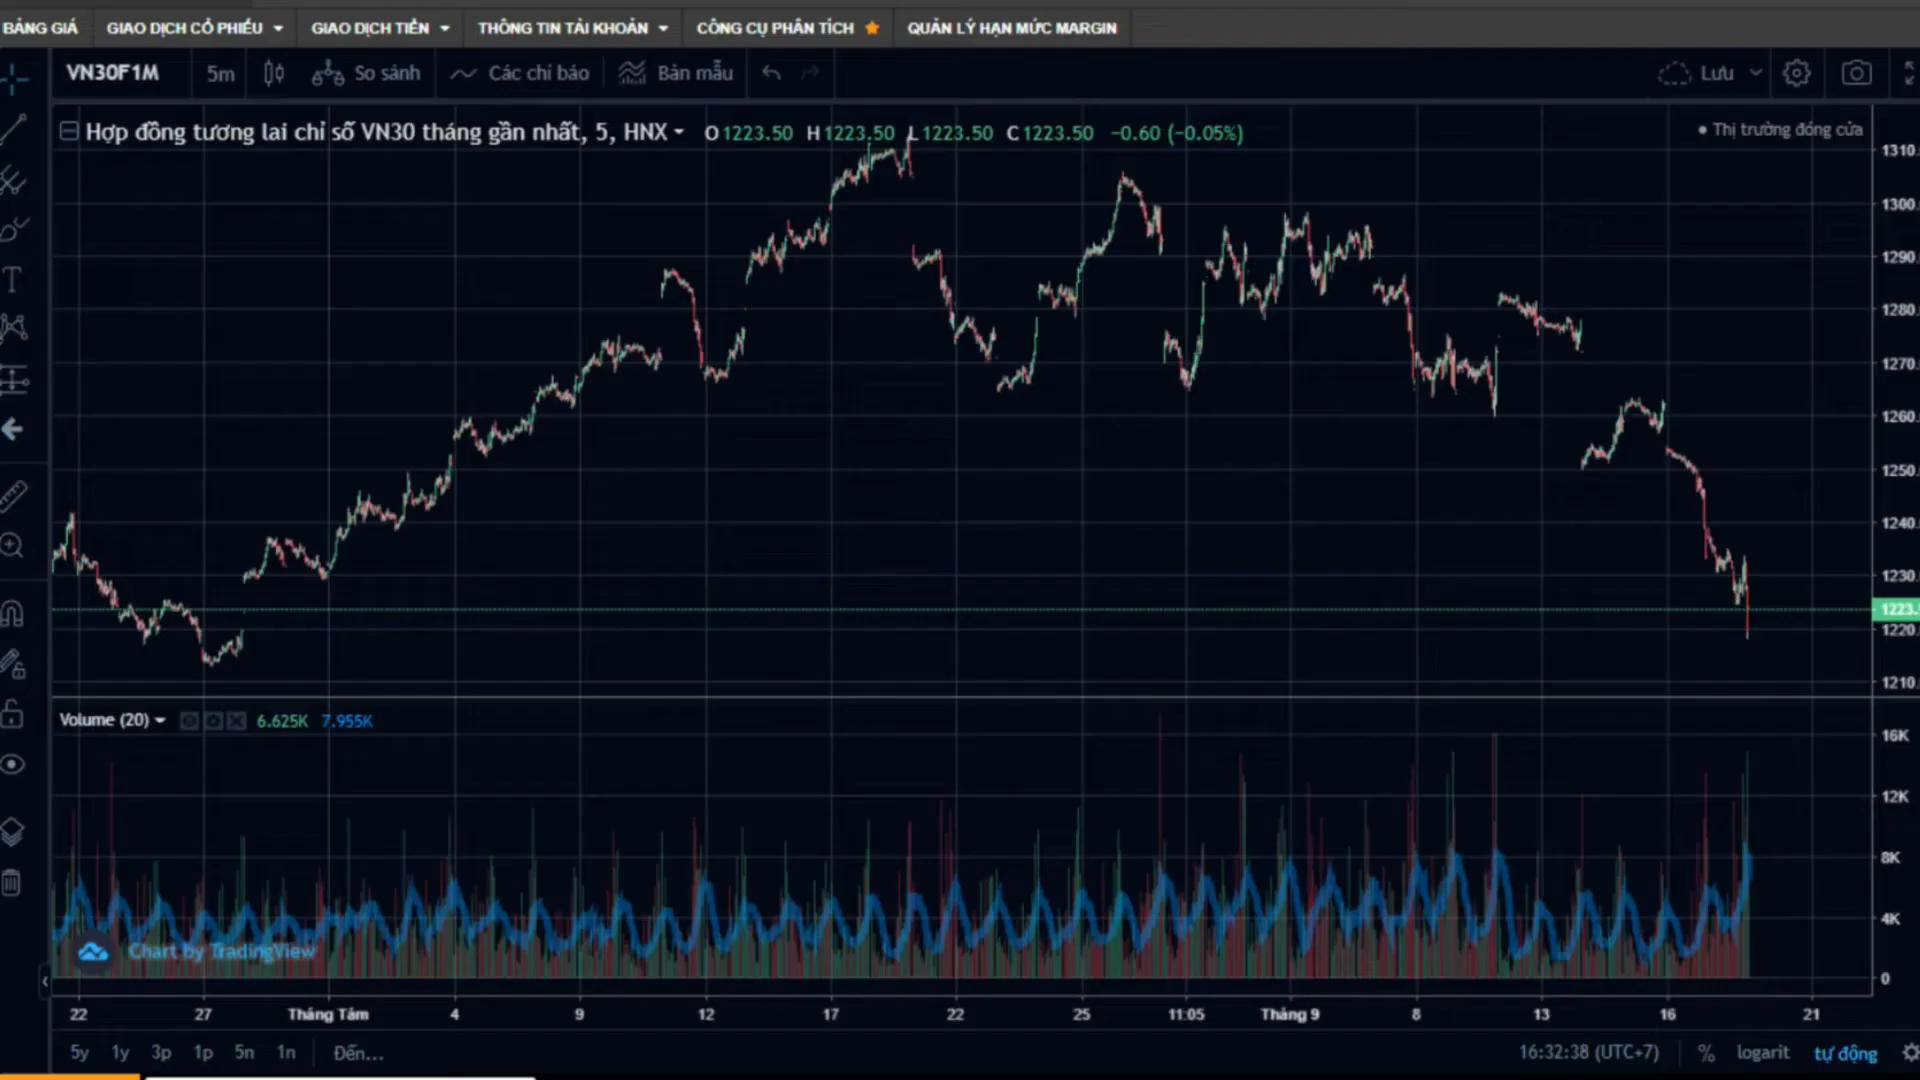 BẢNG GIÁ GIAO DỊCH CỔ PHIẾU GIAO DỊCH TIỀN THÔNG TIN TÀI KHOẢN CÔNG CỤ PHÂN TÍCH QUẢN LÝ HẠN MỨC MARGIN
VN30F1M 5m So sánh Các chỉ báo Bản mẫu Lưu
Hợp đồng tương lai chỉ số VN30 tháng gần nhất, 5, HNX O1223.50 H1223.50 L1223.50 C1223.50 −0.60 (−0.05%) Thị trường đóng cửa
1310.
1300.
1290.
1280.
1270.
1260.
1250.
1240.
1230.
1223.
1220.
1210.
Volume (20) 6.625K 7.955K
16K
12K
8K
4K
Chart by TradingView
0
22 27 Tháng Tám 4 9 12 17 22 25 11:05 Tháng 9 8 13 16 21
5y 1y 3p 1p 5n 1n Đến... 16:32:38 (UTC+7) % logarit tự động